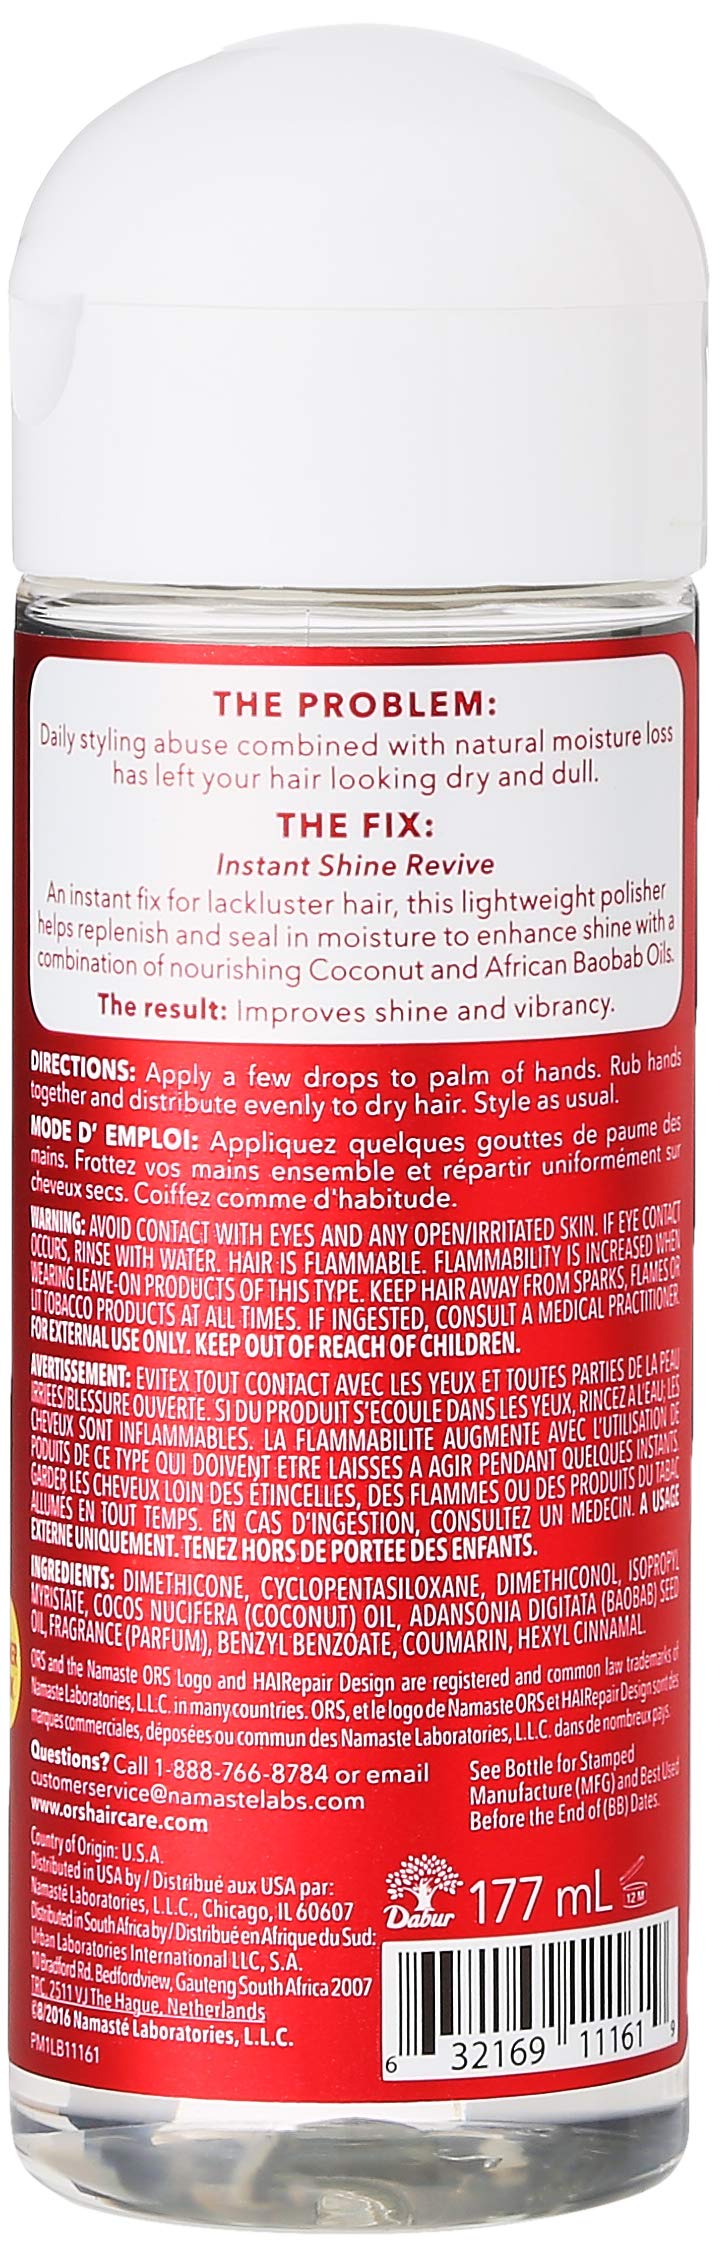 THE PROBLEM:
Daily styling abuse combined with natural moisture loss
has left your hair looking dry and dull.
THE FIX:
Instant Shine Revive
An instant fix for lackluster hair, this lightweight polisher
helps replenish and seal in moisture to enhance shine with a
combination of nourishing Coconut and African Baobab Oils.
The result: Improves shine and vibrancy.
DIRECTIONS: Apply a few drops to palm of hands. Rub hands
together and distribute evenly to dry hair. Style as usual.
MODE D' EMPLOI: Appliquez quelques gouttes de paume des
mains. Frottez vos mains ensemble et répartir uniformément sur
cheveux secs. Coiffez comme d'habitude.
WARNING: AVOID CONTACT WITH EYES AND ANY OPEN/IRRITATED SKIN. IF EYE CONTACT
OCCURS, RINSE WITH WATER. HAIR IS FLAMMABLE. FLAMMABILITY IS INCREASED WHEN
WEARING LEAVE-ON PRODUCTS OF THIS TYPE. KEEP HAIR AWAY FROM SPARKS, FLAMES OR
LIT TOBACCO PRODUCTS AT ALL TIMES. IF INGESTED, CONSULT A MEDICAL PRACTITIONER.
FOR EXTERNAL USE ONLY. KEEP OUT OF REACH OF CHILDREN.
AVERTISSEMENT: EVITEX TOUT CONTACT AVEC LES YEUX ET TOUTES PARTIES DE LA PEAU
IRRIFÉES/BLESSURE OUVERTE. SI DU PRODUIT S'ECOULE DANS LES YEUX, RINCEZ A L'EAU; LES
CHEVEUX SONT INFLAMMABLES. LA FLAMMABILITE AUGMENTE AVEC L'UTILISATION DE
PODUITS DE CE TYPE QUI DOIVENT ETRE LAISSES A AGIR PENDANT QUELQUES INSTANTS.
GARDER LES CHEVEUX LOIN DES ÉTINCELLES, DES FLAMMES OU DES PRODUITS DU TABAC
ALLUMES EN TOUT TEMPS. EN CAS D'INGESTION, CONSULTEZ UN MEDECIN. A USAGE
EXTERNE UNIQUEMENT. TENEZ HORS DE PORTEE DES ENFANTS.
INGREDIENTS: DIMETHICONE, CYCLOPENTASILOXANE, DIMETHICONOL, ISOPROPYL
MYRISTATE, COCOS NUCIFERA (COCONUT) OIL, ADANSONIA DIGITATA (BAOBAB) SEED
OIL, FRAGRANCE (PARFUM), BENZYL BENZOATE, COUMARIN, HEXYL CINNAMAL.
ORS and the Namaste ORS Logo and HAIRepair Design are registered and common law trademarks of
Namaste Laboratories, L.L.C. in many countries. ORS, et le logo de Namaste ORS et HAIRepair Design sont des
marques commerciales, déposées ou commun des Namaste Laboratories, L.L.C. dans de nombreux pays.
Questions? Call 1-888-766-8784 or email
customerservice@namastelabs.com
www.orshaircare.com
See Bottle for Stamped
Manufacture (MFG) and Best Used
Before the End of (BB) Dates.
Country of Origin: U.S.A.
Distributed in USA by / Distribué aux USA par:
Namasté Laboratories, L.L.C., Chicago, IL 60607
Distributed in South Africa by / Distribué en Afrique du Sud:
Urban Laboratories International LLC, S.A.
10 Bradford Rd. Bedfordview, Gauteng South Africa 2007
TRC, 2511 VJ The Hague, Netherlands
©2016 Namasté Laboratories, L.L.C.
PM1LB11161
Dabur
177 mL
12 M
6 32169 11161 9